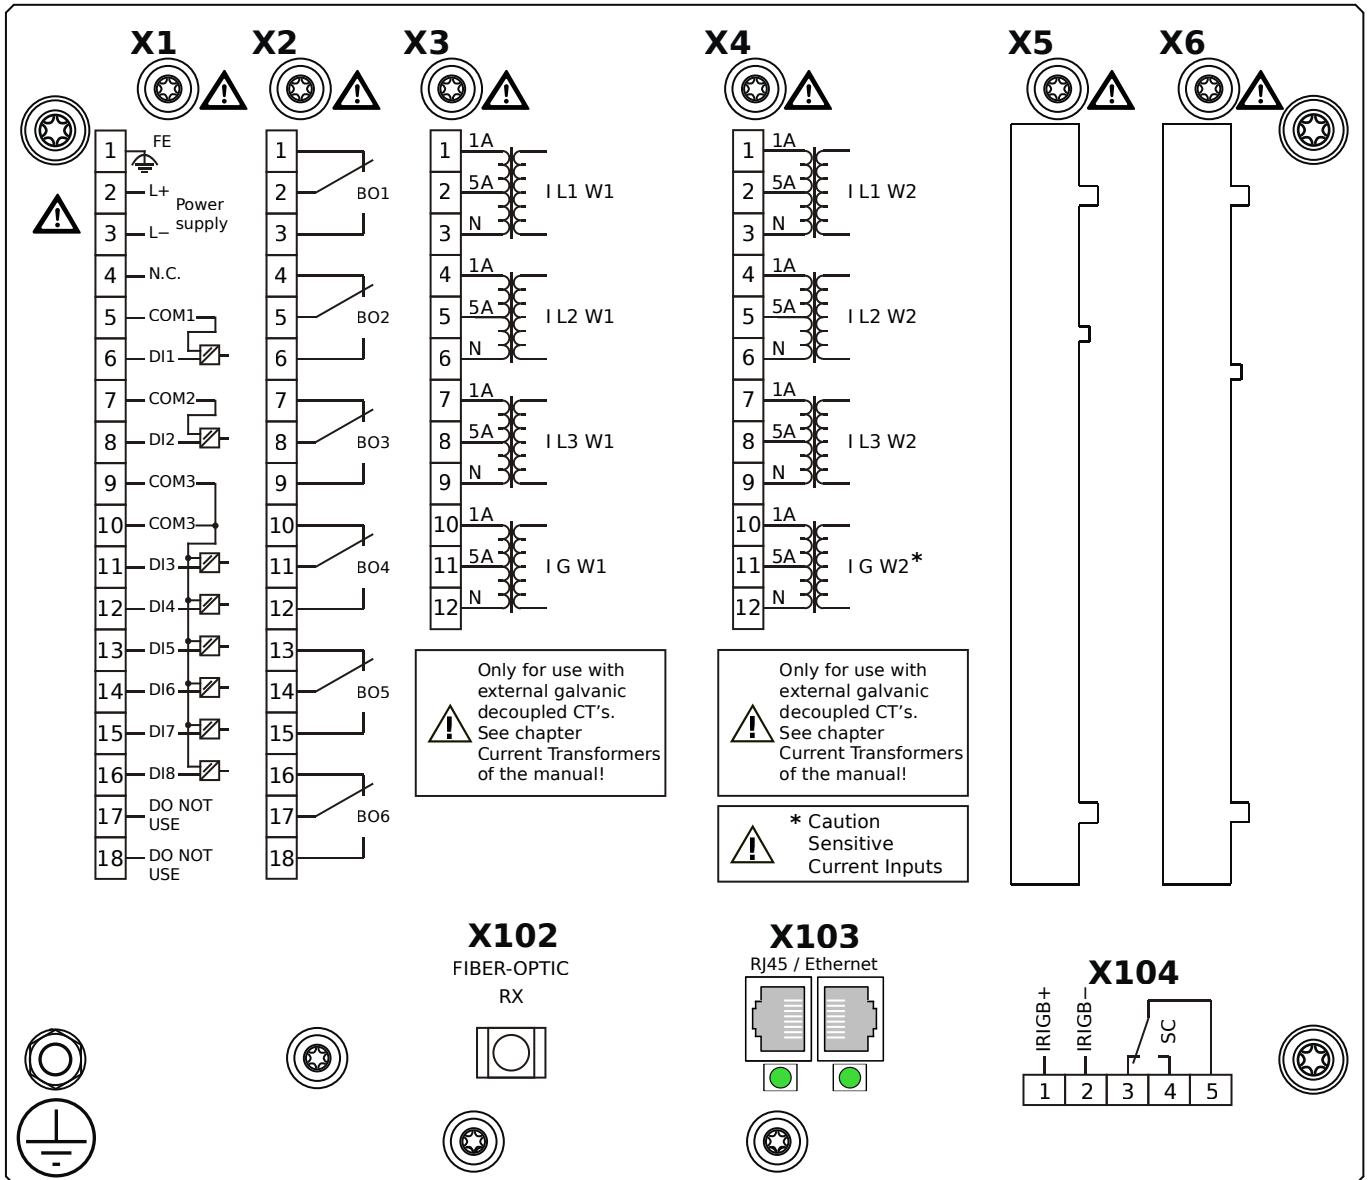 X1 X2 X3 X4 X5 X6
1 FE
2 L+
Power
supply
3 L−
4 N.C.
5 COM1
6 DI1
7 COM2
8 DI2
9 COM3
10 COM3
11 DI3
12 DI4
13 DI5
14 DI6
15 DI7
16 DI8
17 DO NOT
USE
18 DO NOT
USE
1
2 BO1
3
4
5 BO2
6
7
8 BO3
9
10
11 BO4
12
13
14 BO5
15
16
17 BO6
18
1 1A
2 5A I L1 W1
3 N
4 1A
5 5A I L2 W1
6 N
7 1A
8 5A I L3 W1
9 N
10 1A
11 5A I G W1
12 N
Only for use with
external galvanic
decoupled CT's.
See chapter
Current Transformers
of the manual!
1 1A
2 5A I L1 W2
3 N
4 1A
5 5A I L2 W2
6 N
7 1A
8 5A I L3 W2
9 N
10 1A
11 5A I G W2*
12 N
Only for use with
external galvanic
decoupled CT's.
See chapter
Current Transformers
of the manual!
* Caution
Sensitive
Current Inputs
X102
FIBER-OPTIC
RX
X103
RJ45 / Ethernet
X104
IRIGB+
IRIGB−
SC
1 2 3 4 5